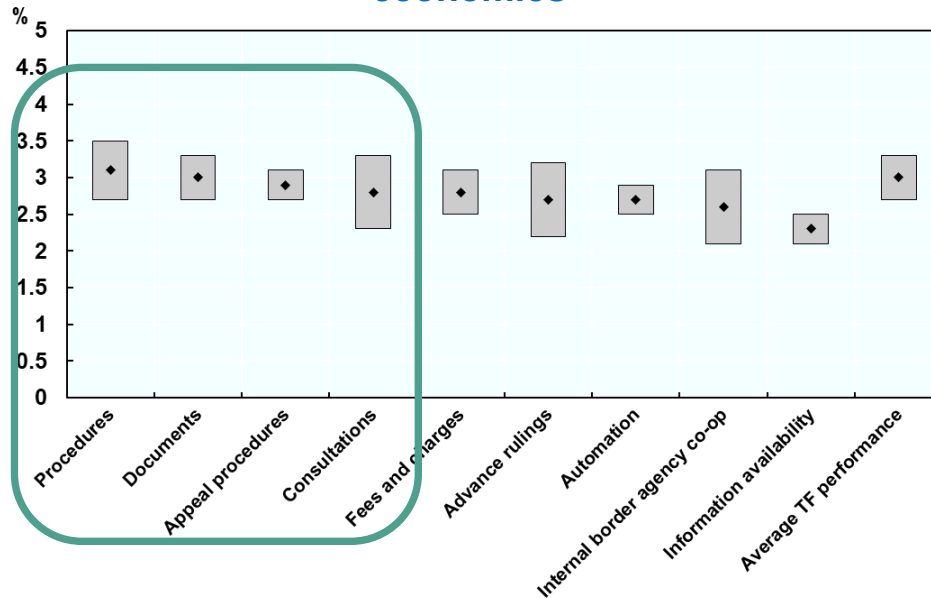 %
5
4.5
4
3.5
3
2.5
2
1.5
1
0.5
0
Procedures
Documents
Appeal procedures
Consultations
Fees and charges
Advance rulings
Automation
Internal border agency co-op
Information availability
Average TF performance